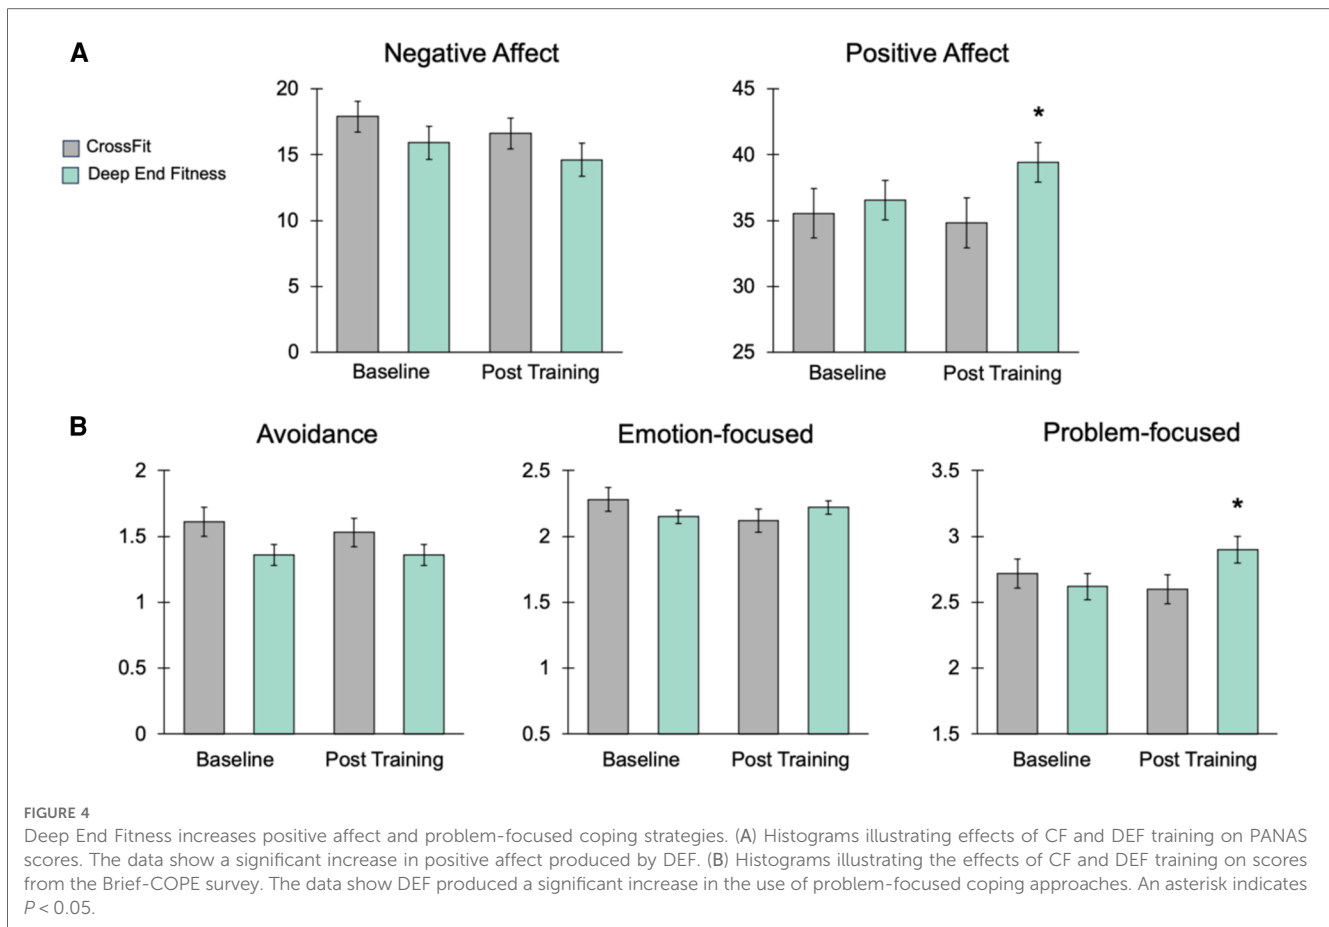 A
Negative Affect
Positive Affect
CrossFit
Deep End Fitness
20
15
10
5
0
Baseline
Post Training
45
40
35
30
25
*
Baseline
Post Training
B
Avoidance
Emotion-focused
Problem-focused
2
1.5
1
0.5
0
Baseline
Post Training
2.5
2
1.5
1
0.5
Baseline
Post Training
3.5
3
2.5
2
1.5
*
Baseline
Post Training
FIGURE 4
Deep End Fitness increases positive affect and problem-focused coping strategies. (A) Histograms illustrating effects of CF and DEF training on PANAS
scores. The data show a significant increase in positive affect produced by DEF. (B) Histograms illustrating the effects of CF and DEF training on scores
from the Brief-COPE survey. The data show DEF produced a significant increase in the use of problem-focused coping approaches. An asterisk indicates
P < 0.05.